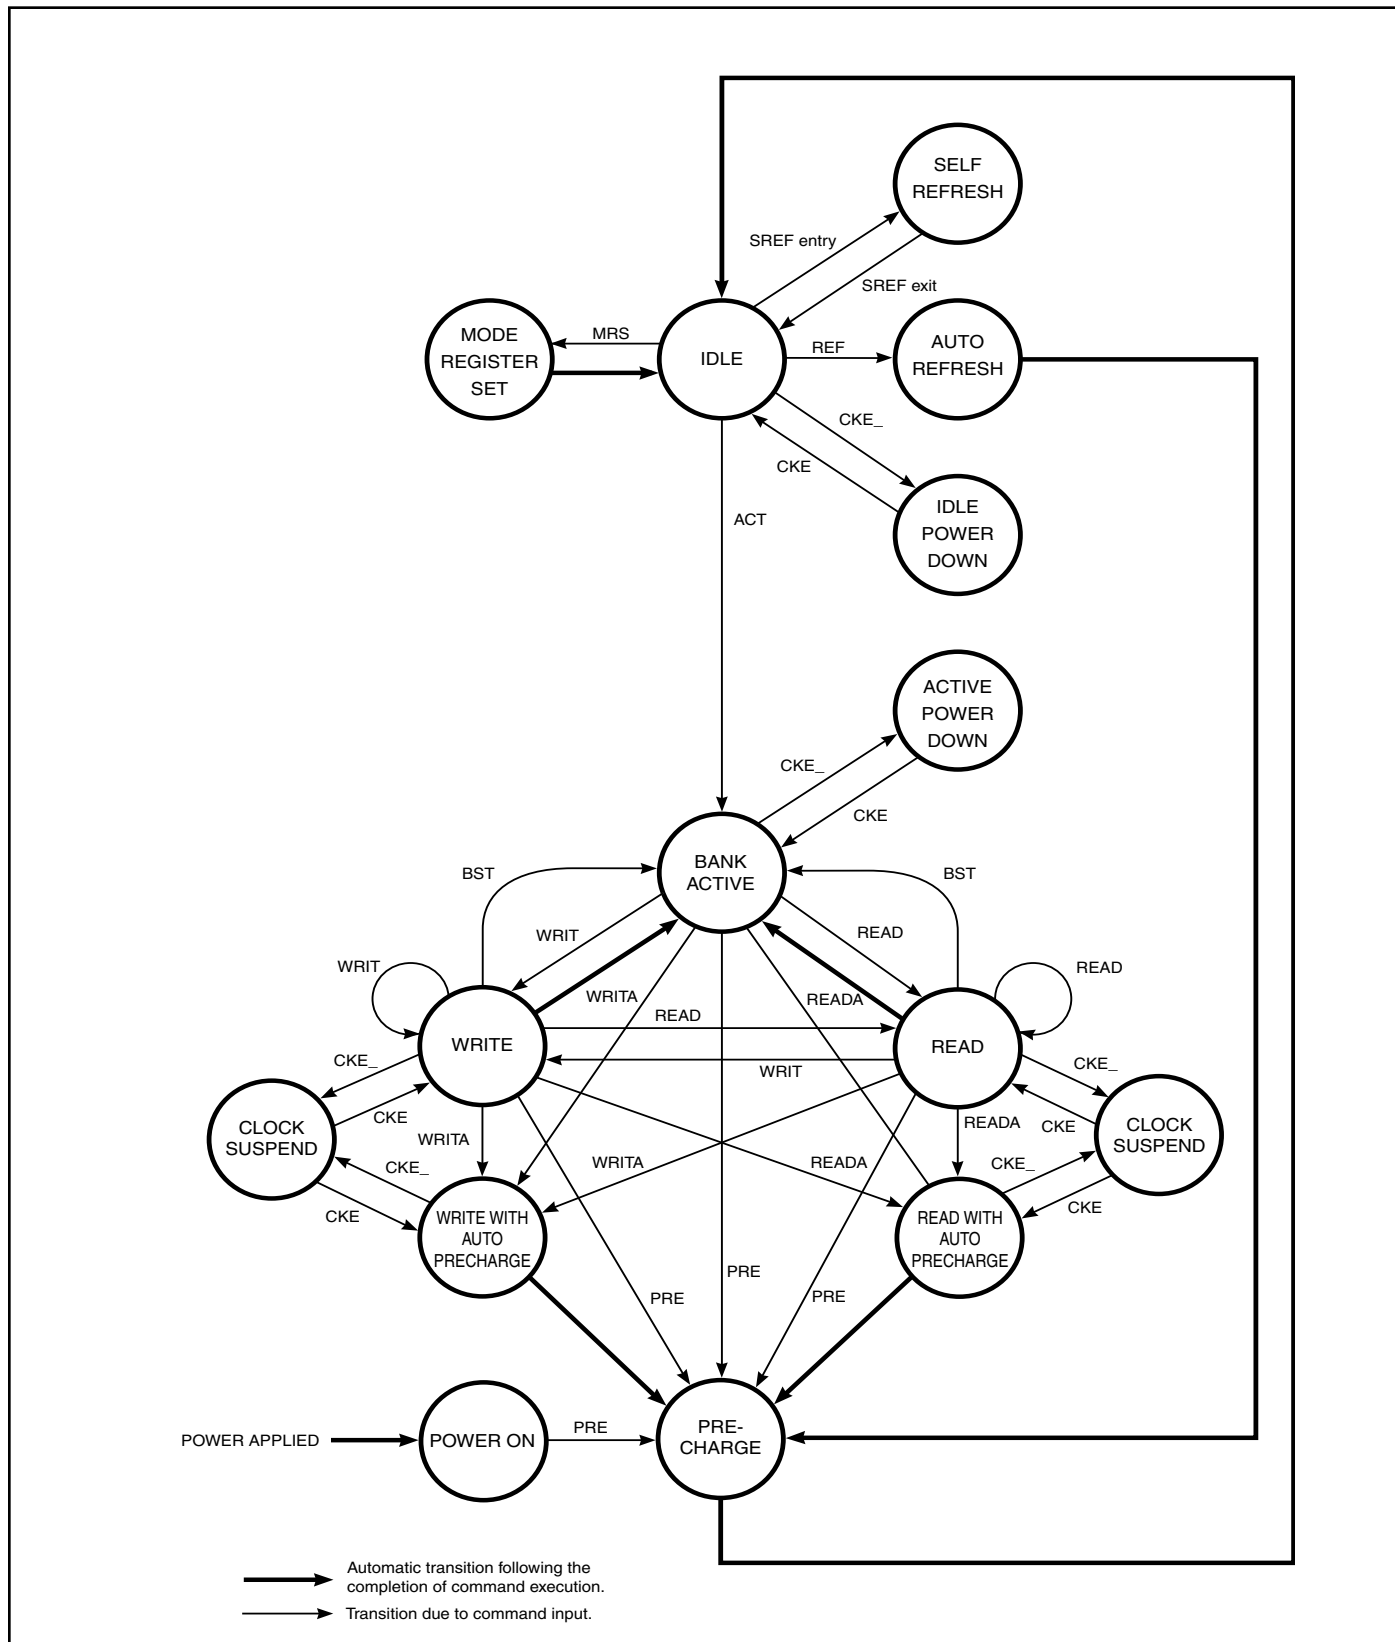 SELF
REFRESH
SREF entry
SREF exit
MODE
REGISTER
SET
MRS
IDLE
REF
AUTO
REFRESH
CKE_
CKE
IDLE
POWER
DOWN
ACT
ACTIVE
POWER
DOWN
CKE_
CKE
BANK
ACTIVE
BST
BST
WRIT
READ
WRIT
READ
WRITA
READA
READ
WRITE
READ
WRIT
CKE_
CKE_
CKE
CKE
CLOCK
SUSPEND
CLOCK
SUSPEND
WRITA
READA
CKE_
WRITA
READA
CKE_
CKE
CKE
WRITE WITH
AUTO
PRECHARGE
READ WITH
AUTO
PRECHARGE
PRE
PRE
PRE
POWER APPLIED
POWER ON
PRE
PRE-
CHARGE
Automatic transition following the
completion of command execution.
Transition due to command input.